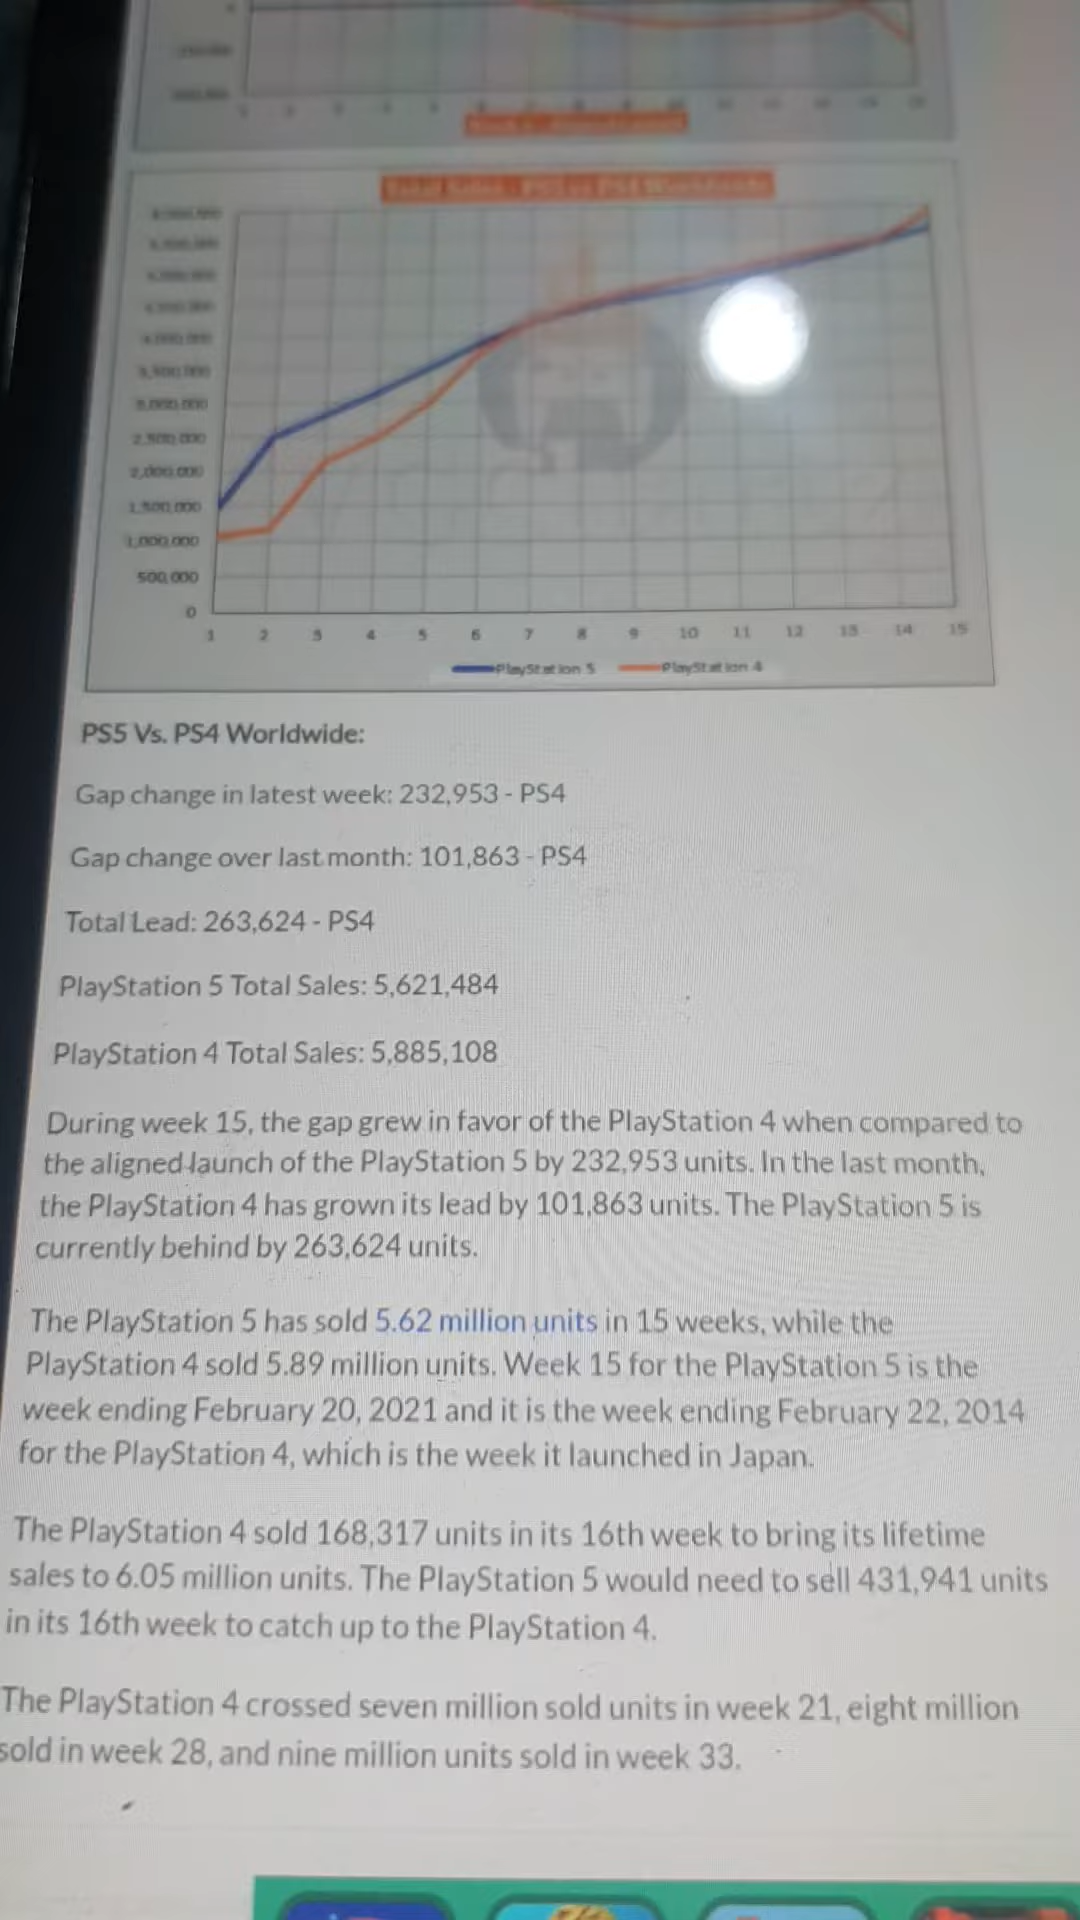 Total Sales - PS5 vs PS4 Worldwide
4,000,000
3,500,000
3,000,000
2,500,000
2,000,000
1,500,000
1,000,000
500,000
0
1 2 3 4 5 6 7 8 9 10 11 12 13 14 15
PlayStation 5 PlayStation 4
PS5 Vs. PS4 Worldwide:
Gap change in latest week: 232,953 - PS4
Gap change over last month: 101,863 - PS4
Total Lead: 263,624 - PS4
PlayStation 5 Total Sales: 5,621,484
PlayStation 4 Total Sales: 5,885,108
During week 15, the gap grew in favor of the PlayStation 4 when compared to
the aligned launch of the PlayStation 5 by 232,953 units. In the last month,
the PlayStation 4 has grown its lead by 101,863 units. The PlayStation 5 is
currently behind by 263,624 units.
The PlayStation 5 has sold 5.62 million units in 15 weeks, while the
PlayStation 4 sold 5.89 million units. Week 15 for the PlayStation 5 is the
week ending February 20, 2021 and it is the week ending February 22, 2014
for the PlayStation 4, which is the week it launched in Japan.
The PlayStation 4 sold 168,317 units in its 16th week to bring its lifetime
sales to 6.05 million units. The PlayStation 5 would need to sell 431,941 units
in its 16th week to catch up to the PlayStation 4.
The PlayStation 4 crossed seven million sold units in week 21, eight million
sold in week 28, and nine million units sold in week 33.